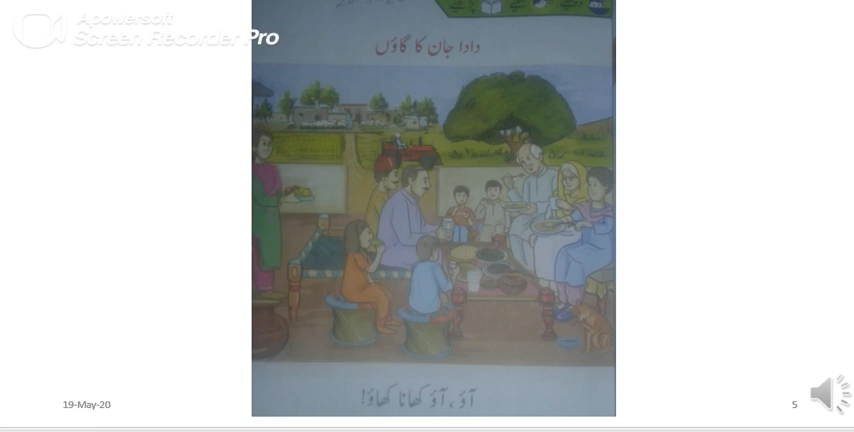 Apowersoft
Screen Recorder Pro
دادا جان کا گاؤں
آؤ، آؤ کھانا کھاؤ!
19-May-20
5